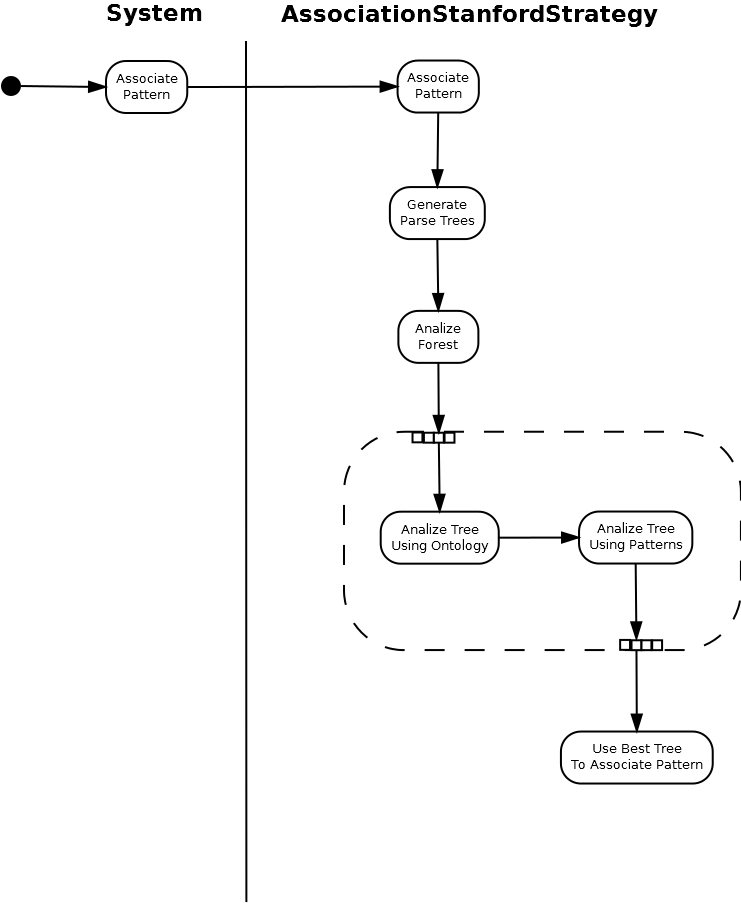 System
AssociationStanfordStrategy
Associate
Pattern
Associate
Pattern
Generate
Parse Trees
Analize
Forest
Analize Tree
Using Ontology
Analize Tree
Using Patterns
Use Best Tree
To Associate Pattern